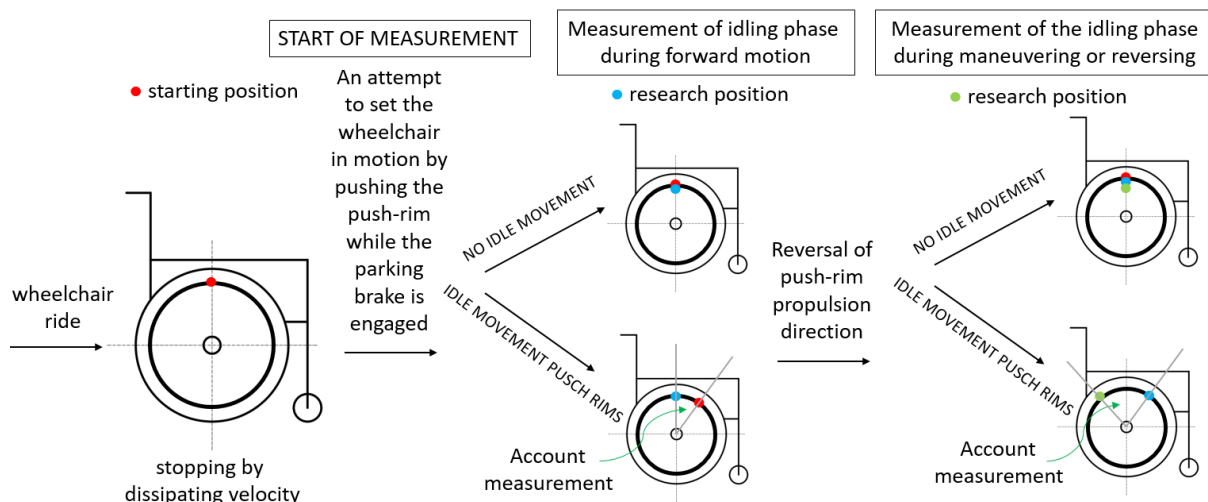 START OF MEASUREMENT
Measurement of idling phase
during forward motion
Measurement of the idling phase
during maneuvering or reversing
starting position
An attempt
to set the
wheelchair
in motion by
pushing the
push-rim
while the
parking
brake is
engaged
research position
research position
wheelchair
ride
stopping by
dissipating velocity
NO IDLE MOVEMENT
IDLE MOVEMENT PUSCH RIMS
Account
measurement
Reversal of
push-rim
propulsion
direction
NO IDLE MOVEMENT
IDLE MOVEMENT PUSCH RIMS
Account
measurement